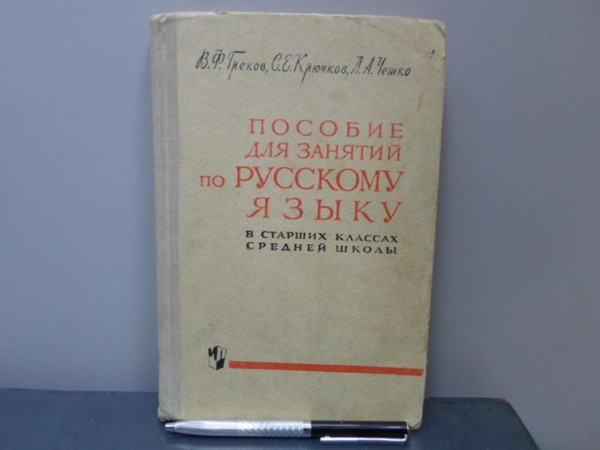 В.Ф. Греков, С.Е. Крючков, Л.А. Чешко
ПОСОБИЕ
ДЛЯ ЗАНЯТИЙ
ПО РУССКОМУ
ЯЗЫКУ
В СТАРШИХ КЛАССАХ
СРЕДНЕЙ ШКОЛЫ